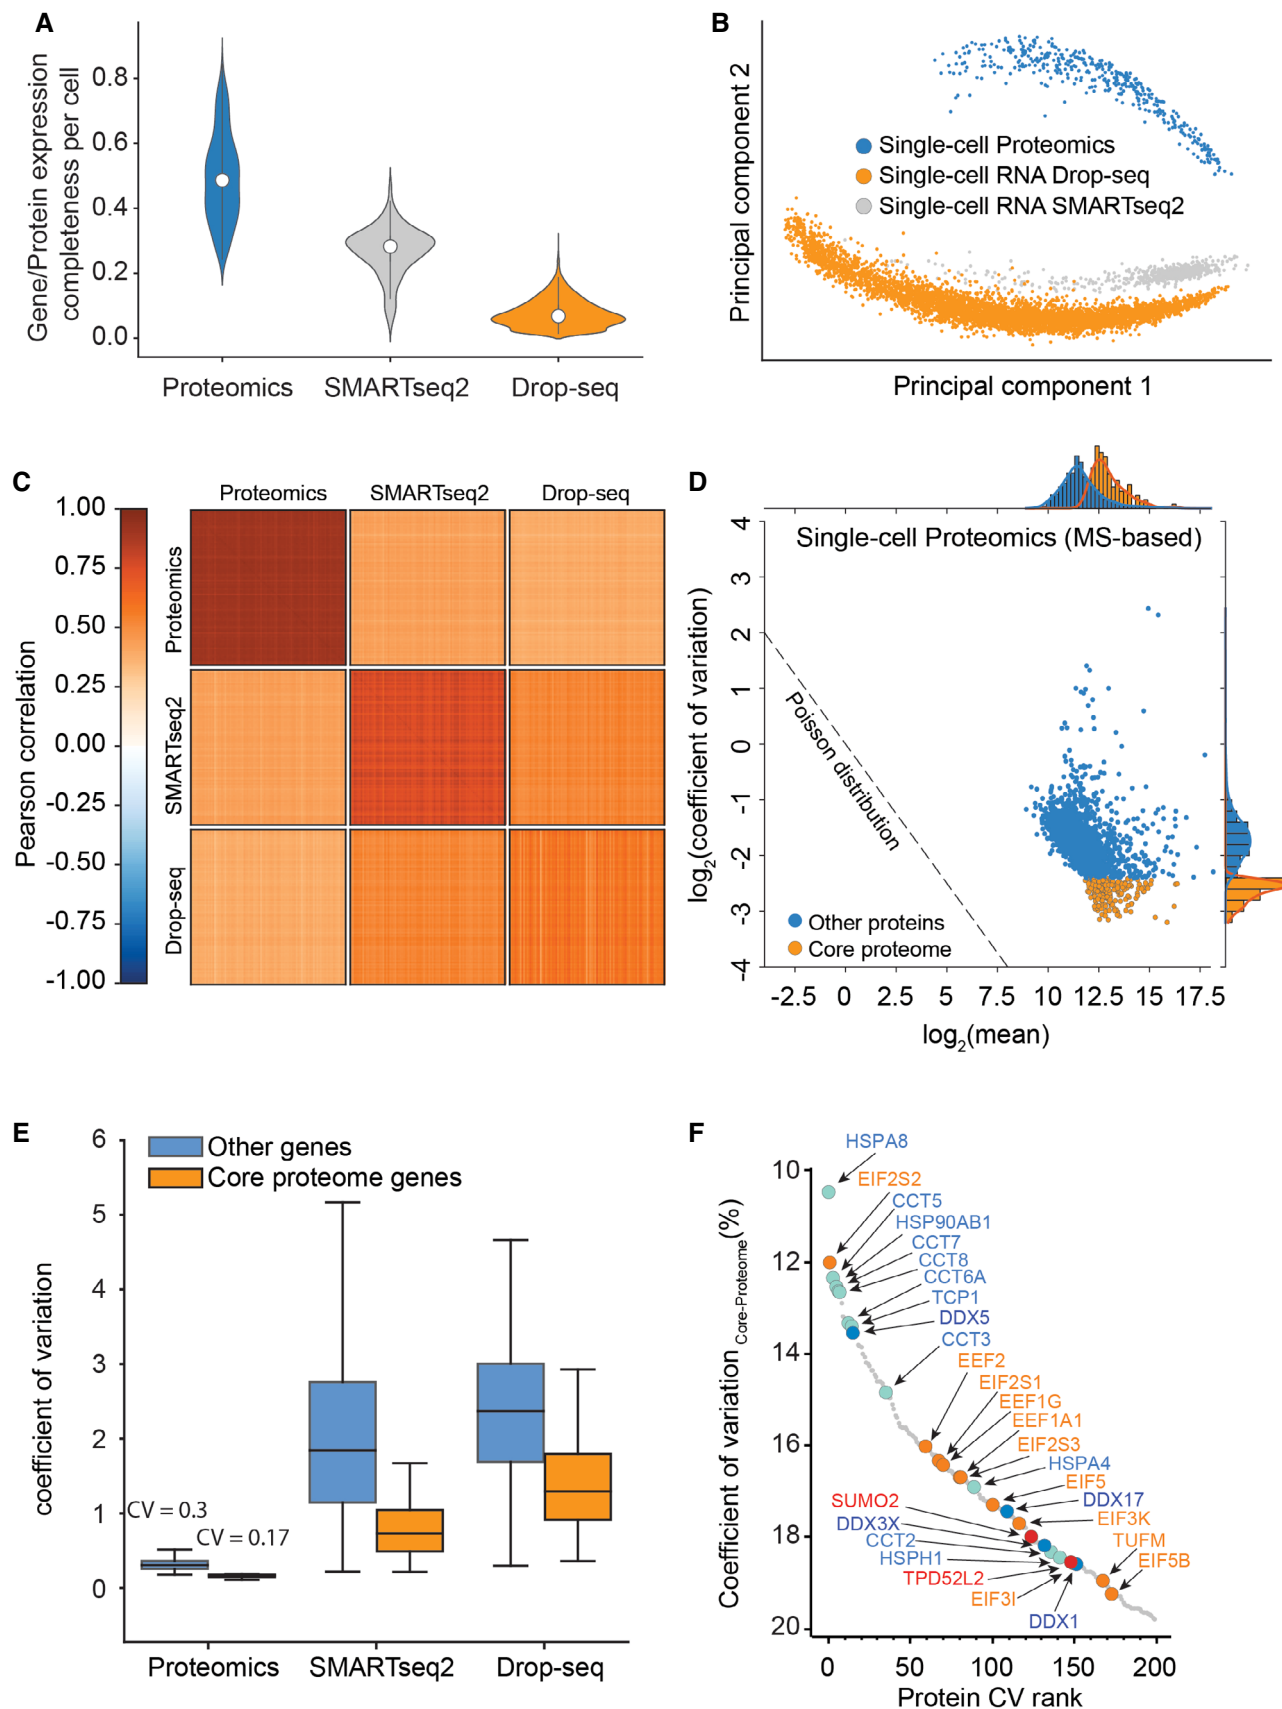 A
Gene/Protein expression
completeness per cell
0.8
0.6
0.4
0.2
0.0
Proteomics
SMARTseq2
Drop-seq
B
Principal component 2
Single-cell Proteomics
Single-cell RNA Drop-seq
Single-cell RNA SMARTseq2
Principal component 1
C
Pearson correlation
1.00
0.75
0.50
0.25
0.00
-0.25
-0.50
-0.75
-1.00
Proteomics
SMARTseq2
Drop-seq
Proteomics
SMARTseq2
Drop-seq
D
Single-cell Proteomics (MS-based)
log2(coefficient of variation)
4
3
2
1
0
-1
-2
-3
-4
Poisson distribution
Other proteins
Core proteome
-2.5 0 2.5 5 7.5 10 12.5 15 17.5
log2(mean)
E
Other genes
Core proteome genes
coefficient of variation
6
5
4
3
2
1
0
CV = 0.3
CV = 0.17
Proteomics
SMARTseq2
Drop-seq
F
Coefficient of variation Core-Proteome(%)
10
12
14
16
18
20
HSPA8
EIF2S2
CCT5
HSP90AB1
CCT7
CCT8
CCT6A
TCP1
DDX5
CCT3
EEF2
EIF2S1
EEF1G
EEF1A1
EIF2S3
HSPA4
EIF5
DDX17
EIF3K
TUFM
EIF5B
SUMO2
DDX3X
CCT2
HSPH1
TPD52L2
EIF3I
DDX1
0 50 100 150 200
Protein CV rank